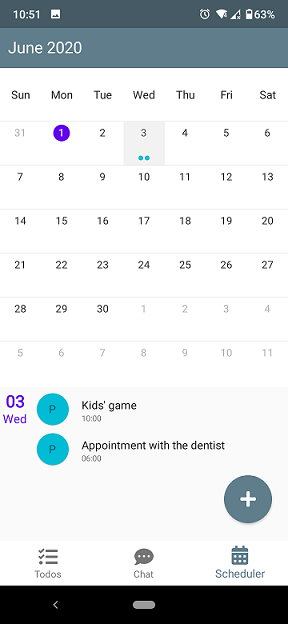 10:51 63%
June 2020
Sun Mon Tue Wed Thu Fri Sat
31 1 2 3 4 5 6
7 8 9 10 11 12 13
14 15 16 17 18 19 20
21 22 23 24 25 26 27
28 29 30 1 2 3 4
5 6 7 8 9 10 11
03
Wed
P
Kids' game
10:00
P
Appointment with the dentist
06:00
+
Todos Chat Scheduler